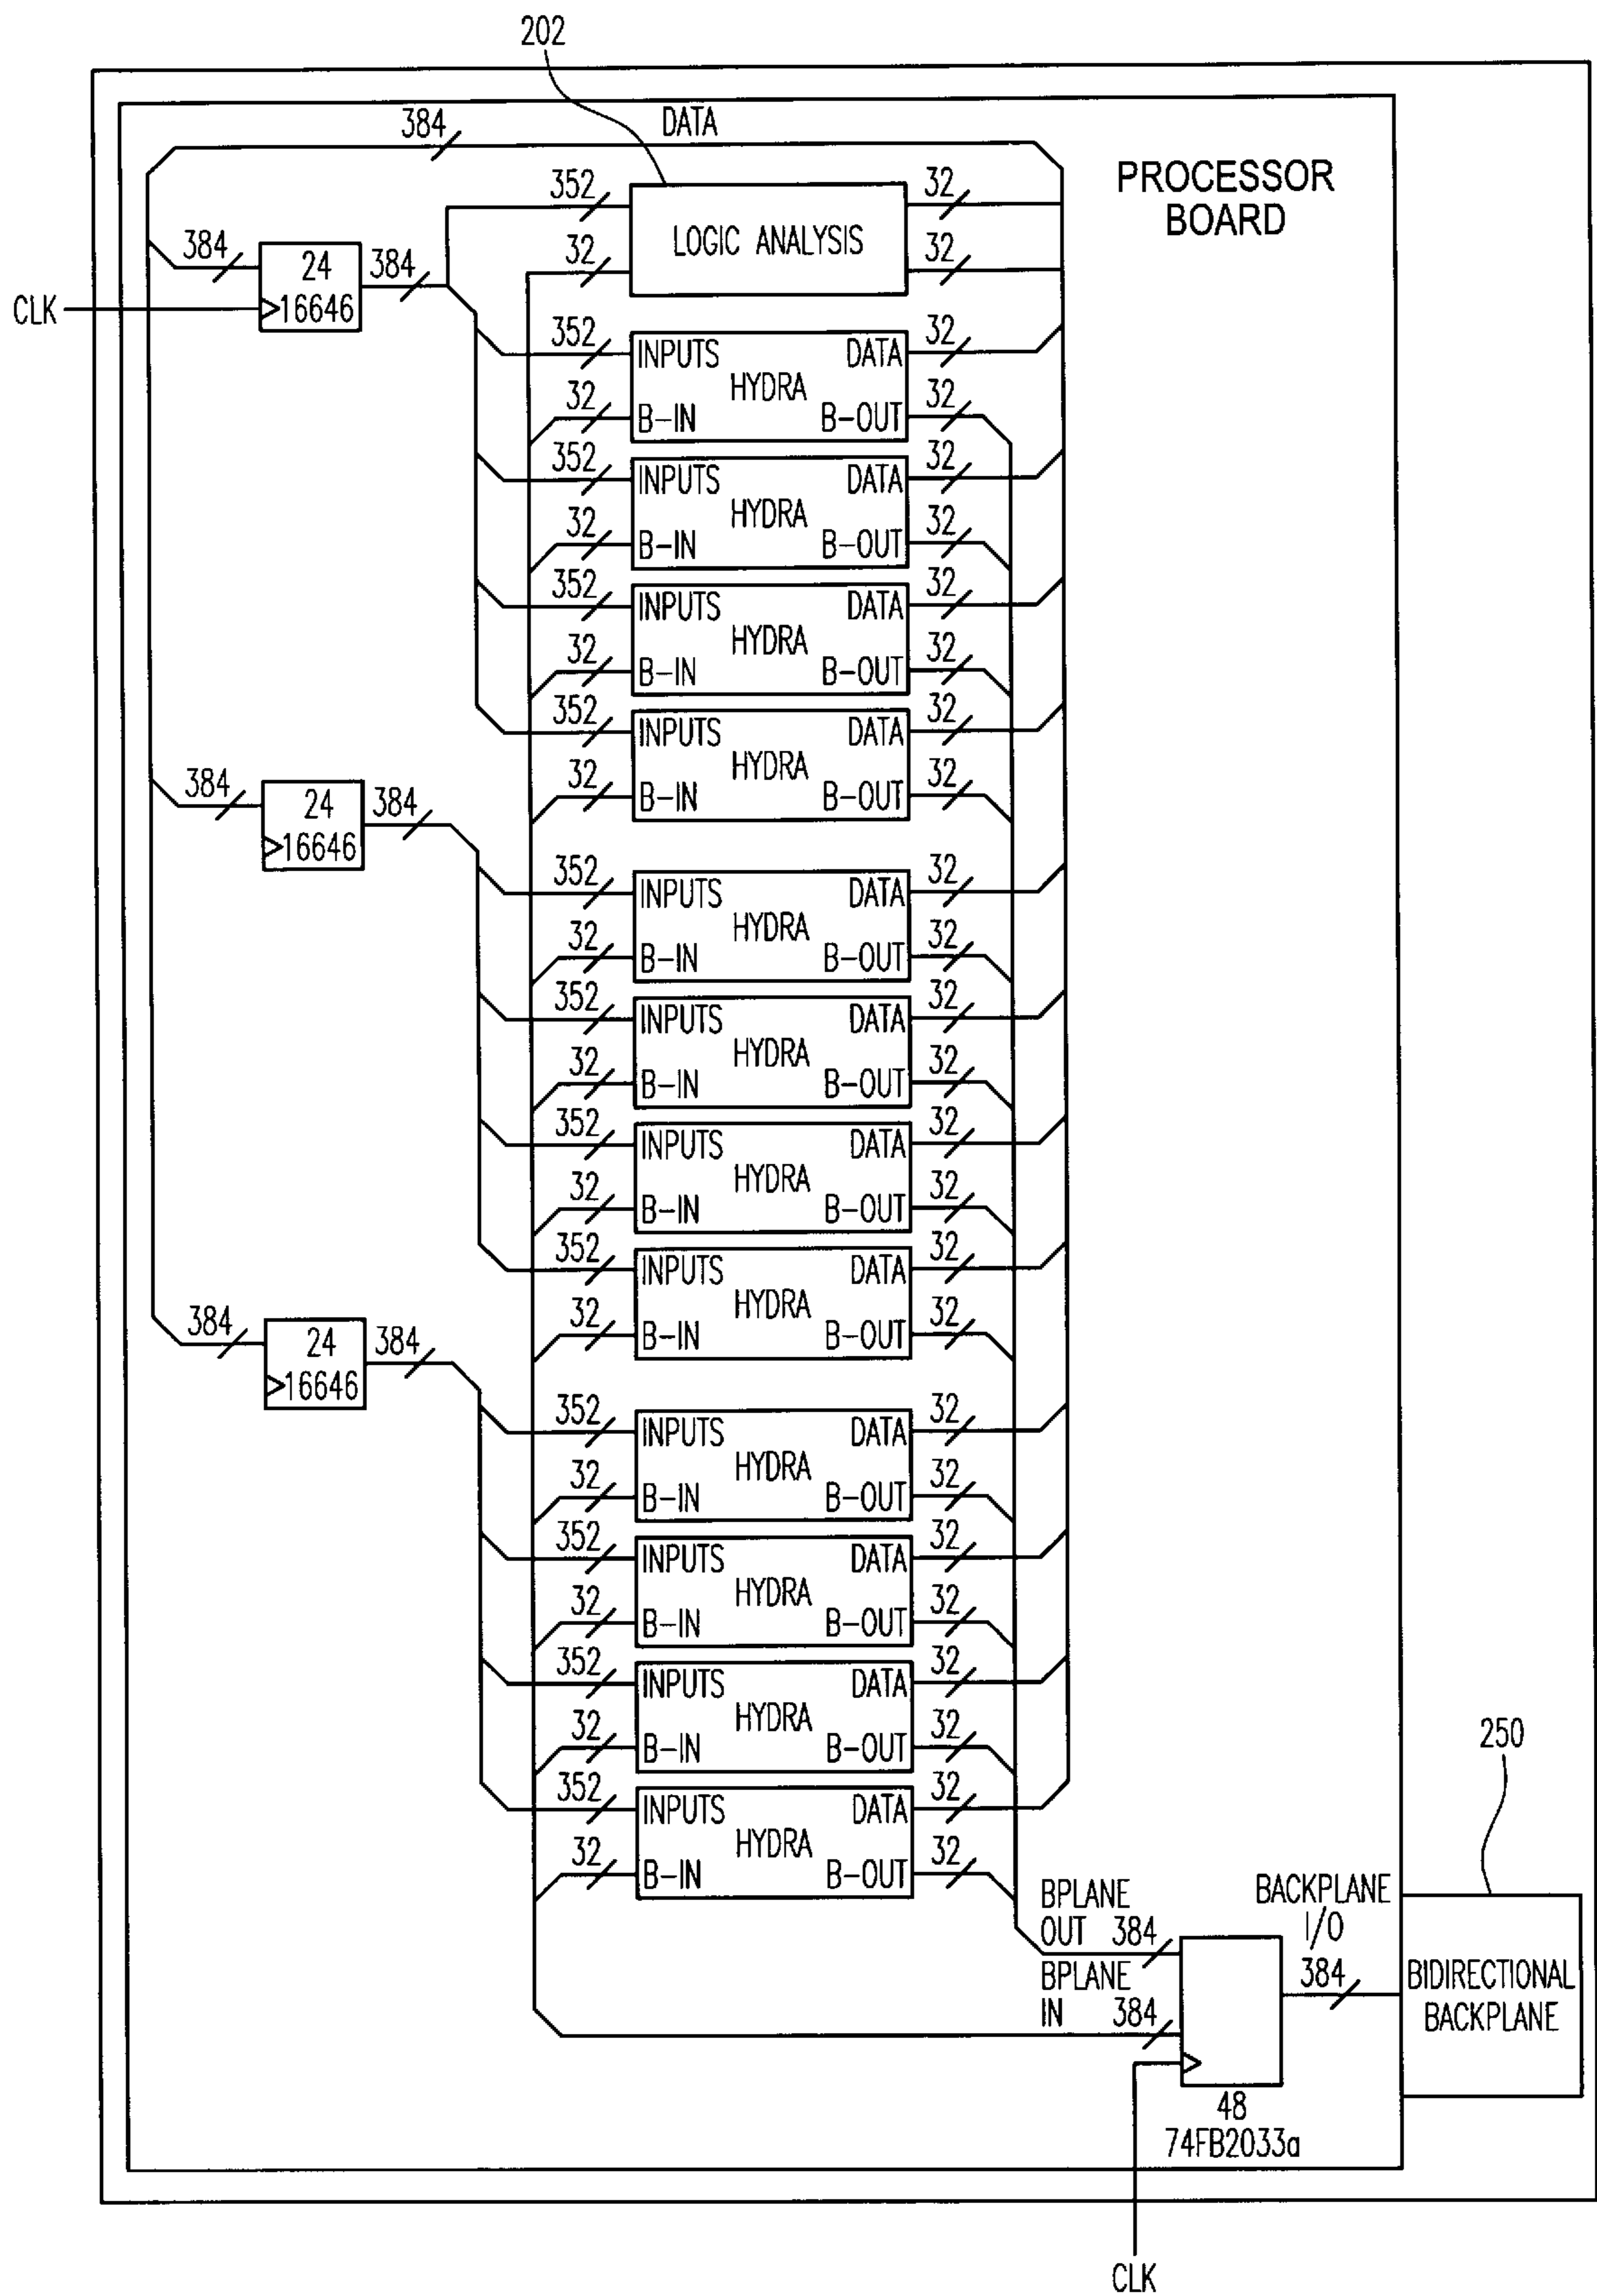 202
384 DATA
PROCESSOR
BOARD
352 32
LOGIC ANALYSIS
32 32
384 24 384
CLK 16646
352 INPUTS DATA 32
HYDRA
32 B-IN B-OUT 32
352 INPUTS DATA 32
HYDRA
32 B-IN B-OUT 32
352 INPUTS DATA 32
HYDRA
32 B-IN B-OUT 32
352 INPUTS DATA 32
HYDRA
32 B-IN B-OUT 32
384 24 384
16646
352 INPUTS DATA 32
HYDRA
32 B-IN B-OUT 32
352 INPUTS DATA 32
HYDRA
32 B-IN B-OUT 32
352 INPUTS DATA 32
HYDRA
32 B-IN B-OUT 32
352 INPUTS DATA 32
HYDRA
32 B-IN B-OUT 32
384 24 384
16646
352 INPUTS DATA 32
HYDRA
32 B-IN B-OUT 32
352 INPUTS DATA 32
HYDRA
32 B-IN B-OUT 32
352 INPUTS DATA 32
HYDRA
32 B-IN B-OUT 32
352 INPUTS DATA 32
HYDRA
32 B-IN B-OUT 32
250
BPLANE
OUT 384
BPLANE
IN 384
BACKPLANE
I/O
384
BIDIRECTIONAL
BACKPLANE
48
74FB2033a
CLK